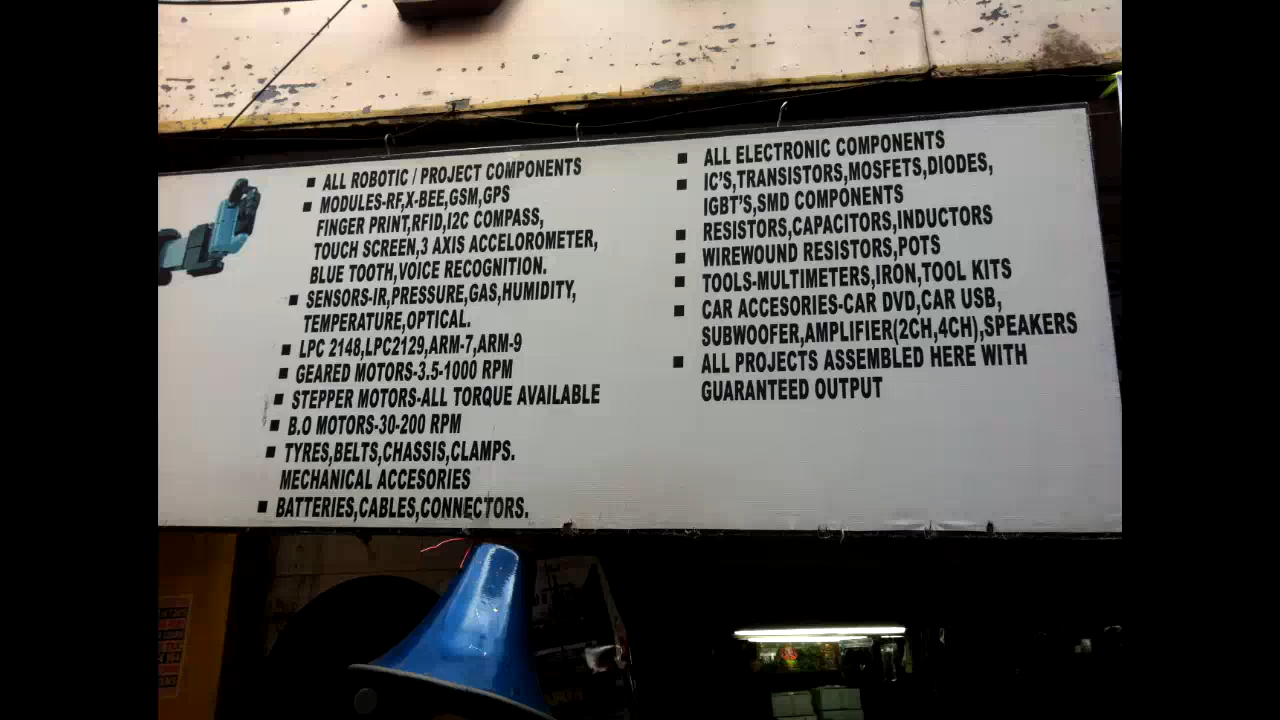 ■ ALL ROBOTIC / PROJECT COMPONENTS
■ MODULES-RF,X-BEE,GSM,GPS
FINGER PRINT,RFID,I2C COMPASS,
TOUCH SCREEN,3 AXIS ACCELOROMETER,
BLUE TOOTH,VOICE RECOGNITION.
■ SENSORS-IR,PRESSURE,GAS,HUMIDITY,
TEMPERATURE,OPTICAL.
■ LPC 2148,LPC2129,ARM-7,ARM-9
■ GEARED MOTORS-3.5-1000 RPM
■ STEPPER MOTORS-ALL TORQUE AVAILABLE
■ B.O MOTORS-30-200 RPM
■ TYRES,BELTS,CHASSIS,CLAMPS.
MECHANICAL ACCESORIES
■ BATTERIES,CABLES,CONNECTORS.
■ ALL ELECTRONIC COMPONENTS
■ IC'S,TRANSISTORS,MOSFETS,DIODES,
IGBT'S,SMD COMPONENTS
■ RESISTORS,CAPACITORS,INDUCTORS
■ WIREWOUND RESISTORS,POTS
■ TOOLS-MULTIMETERS,IRON,TOOL KITS
■ CAR ACCESORIES-CAR DVD,CAR USB,
SUBWOOFER,AMPLIFIER(2CH,4CH),SPEAKERS
■ ALL PROJECTS ASSEMBLED HERE WITH
GUARANTEED OUTPUT